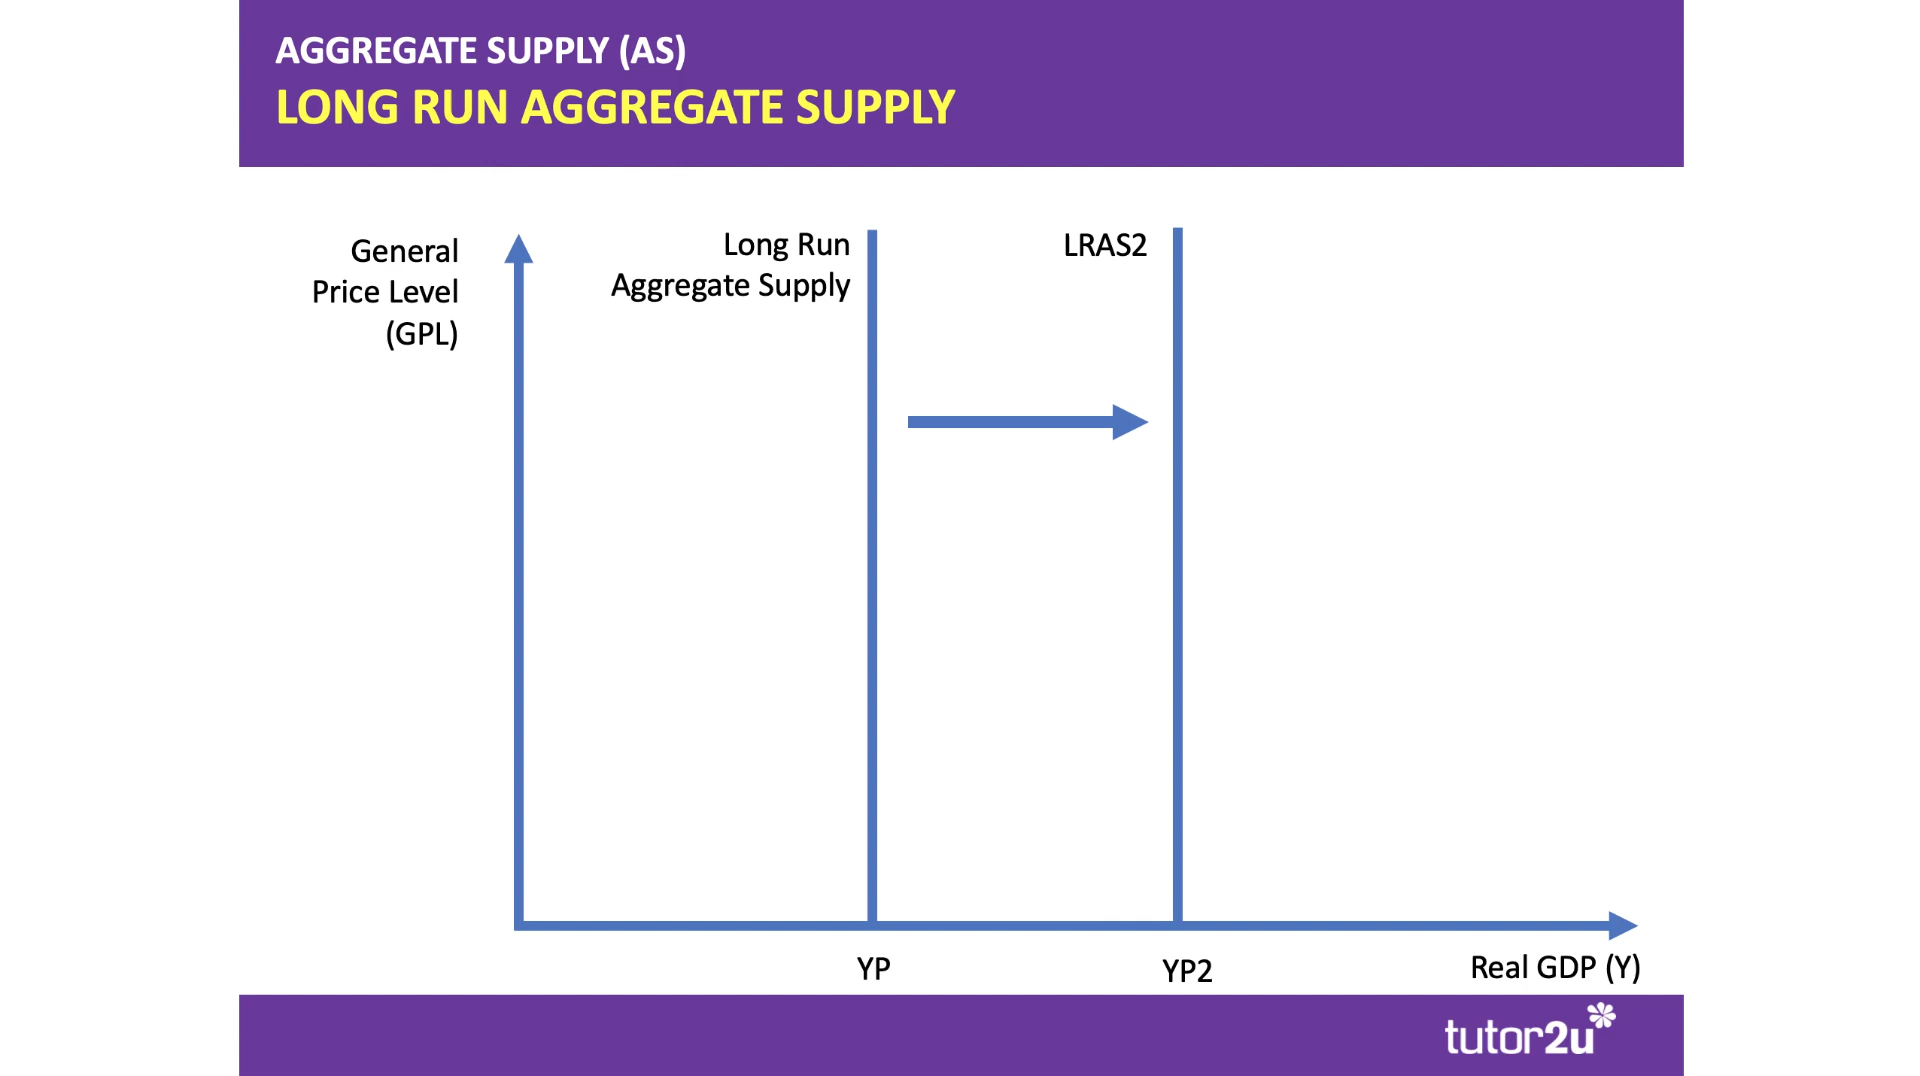 AGGREGATE SUPPLY (AS)
LONG RUN AGGREGATE SUPPLY
General
Price Level
(GPL)
Long Run
Aggregate Supply
LRAS2
YP
YP2
Real GDP (Y)
tutor2u